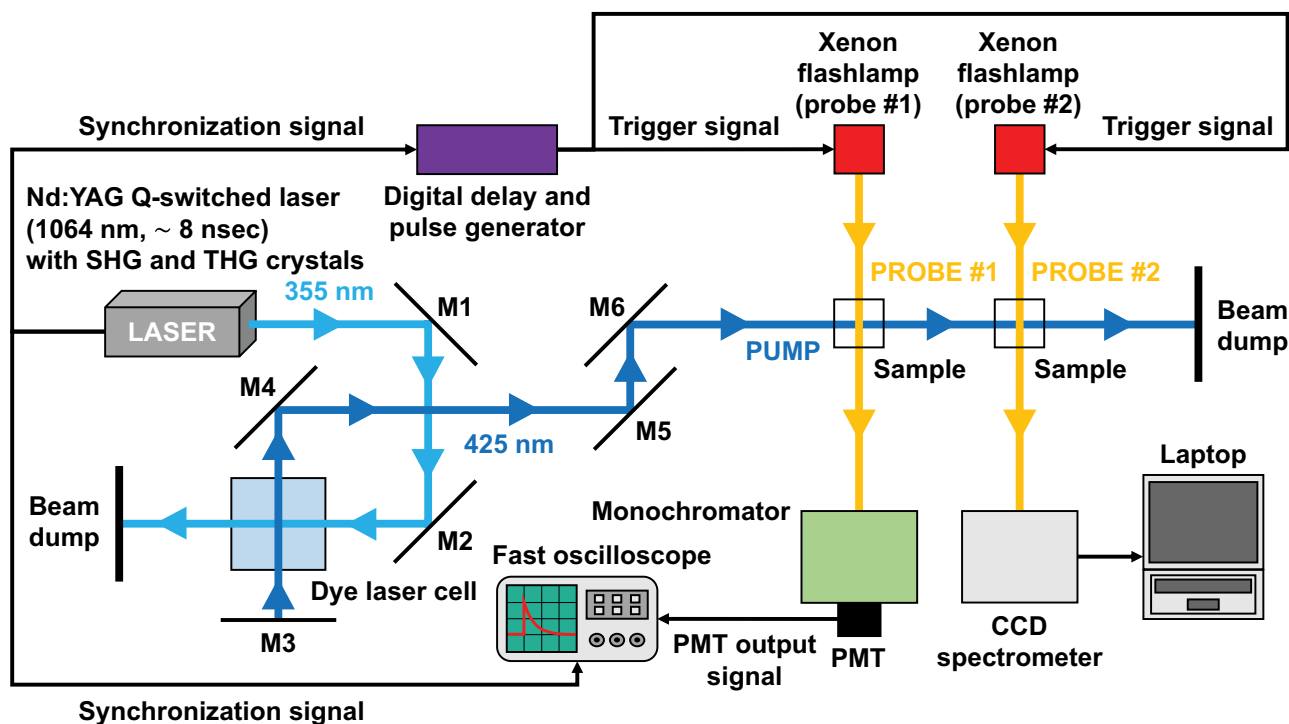 Xenon
flashlamp
(probe #1)
Xenon
flashlamp
(probe #2)
Synchronization signal
Trigger signal
Trigger signal
Digital delay and
pulse generator
Nd:YAG Q-switched laser
(1064 nm, ~ 8 nsec)
with SHG and THG crystals
355 nm
LASER
M1
M6
PROBE #1
PROBE #2
PUMP
Sample
Sample
Beam
dump
M4
425 nm
M5
Beam
dump
M2
Dye laser cell
M3
Monochromator
Fast oscilloscope
PMT output
signal
PMT
CCD
spectrometer
Laptop
Synchronization signal